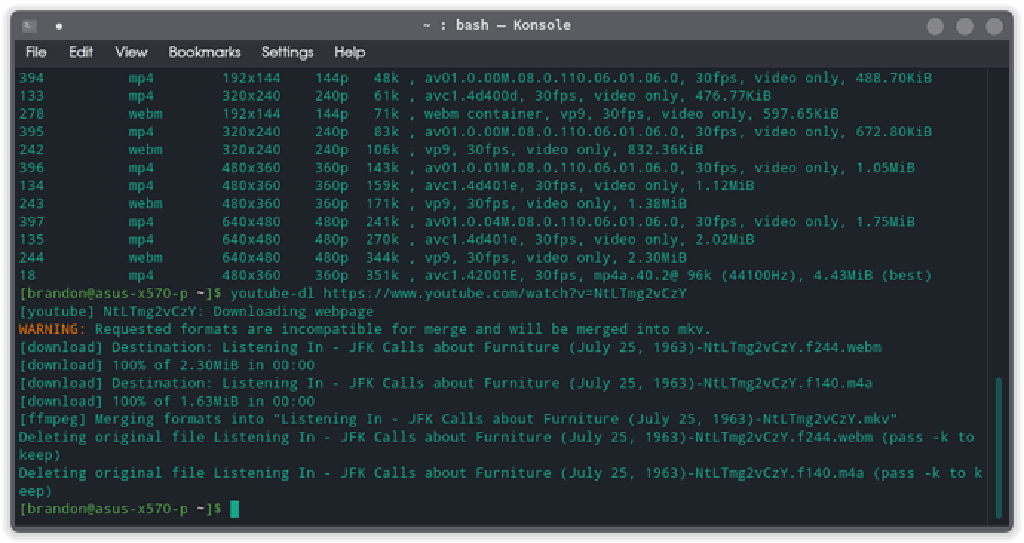 ~ : bash — Konsole
File Edit View Bookmarks Settings Help
394 mp4 192x144 144p 48k , av01.0.00M.08.0.110.06.01.06.0, 30fps, video only, 488.70KiB
133 mp4 320x240 240p 61k , avc1.4d400d, 30fps, video only, 476.77KiB
278 webm 192x144 144p 71k , webm container, vp9, 30fps, video only, 597.65KiB
395 mp4 320x240 240p 83k , av01.0.00M.08.0.110.06.01.06.0, 30fps, video only, 672.80KiB
242 webm 320x240 240p 106k , vp9, 30fps, video only, 832.36KiB
396 mp4 480x360 360p 143k , av01.0.01M.08.0.110.06.01.06.0, 30fps, video only, 1.05MiB
134 mp4 480x360 360p 159k , avc1.4d401e, 30fps, video only, 1.12MiB
243 webm 480x360 360p 171k , vp9, 30fps, video only, 1.38MiB
397 mp4 640x480 480p 241k , av01.0.04M.08.0.110.06.01.06.0, 30fps, video only, 1.75MiB
135 mp4 640x480 480p 270k , avc1.4d401e, 30fps, video only, 2.02MiB
244 webm 640x480 480p 344k , vp9, 30fps, video only, 2.30MiB
18 mp4 480x360 360p 351k , avc1.42001E, 30fps, mp4a.40.2@ 96k (44100Hz), 4.43MiB (best)
[brandon@asus-x570-p ~]$ youtube-dl https://www.youtube.com/watch?v=NtLTmg2vCzY
[youtube] NtLTmg2vCzY: Downloading webpage
WARNING: Requested formats are incompatible for merge and will be merged into mkv.
[download] Destination: Listening In - JFK Calls about Furniture (July 25, 1963)-NtLTmg2vCzY.f244.webm
[download] 100% of 2.30MiB in 00:00
[download] Destination: Listening In - JFK Calls about Furniture (July 25, 1963)-NtLTmg2vCzY.f140.m4a
[download] 100% of 1.63MiB in 00:00
[ffmpeg] Merging formats into "Listening In - JFK Calls about Furniture (July 25, 1963)-NtLTmg2vCzY.mkv"
Deleting original file Listening In - JFK Calls about Furniture (July 25, 1963)-NtLTmg2vCzY.f244.webm (pass -k to
keep)
Deleting original file Listening In - JFK Calls about Furniture (July 25, 1963)-NtLTmg2vCzY.f140.m4a (pass -k to k
eep)
[brandon@asus-x570-p ~]$